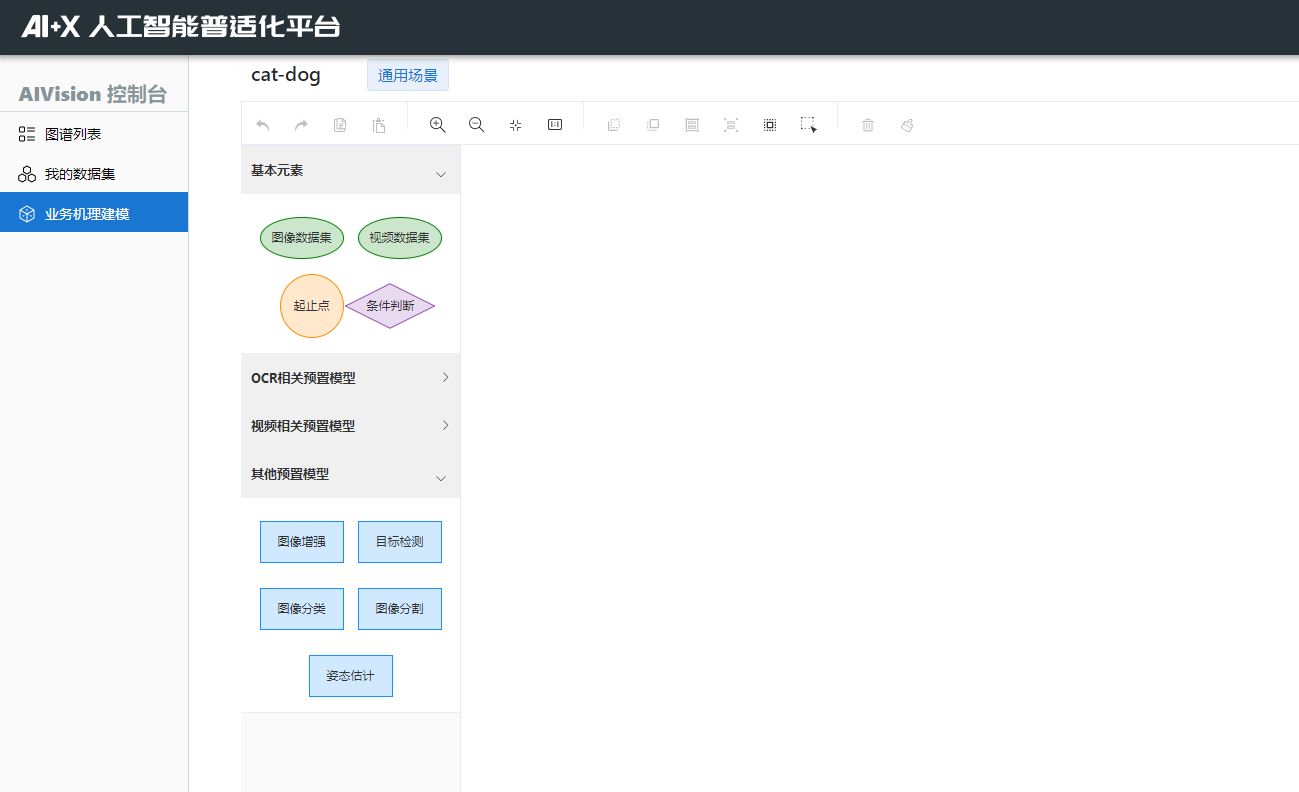 AI+X 人工智能普适化平台
AIVision 控制台
图谱列表
我的数据集
业务机理建模
cat-dog
通用场景
基本元素
图像数据集
视频数据集
起止点
条件判断
OCR相关预置模型
视频相关预置模型
其他预置模型
图像增强
目标检测
图像分类
图像分割
姿态估计